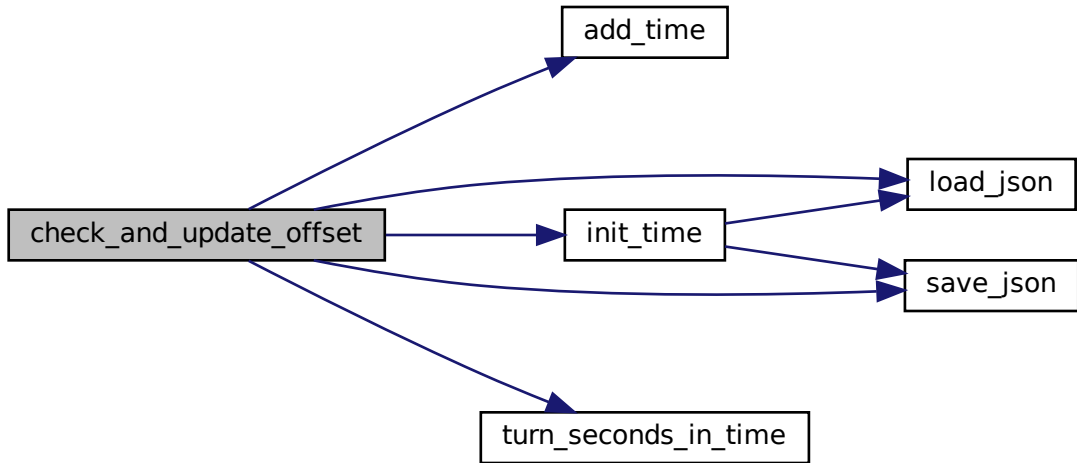 add_time
load_json
check_and_update_offset
init_time
save_json
turn_seconds_in_time